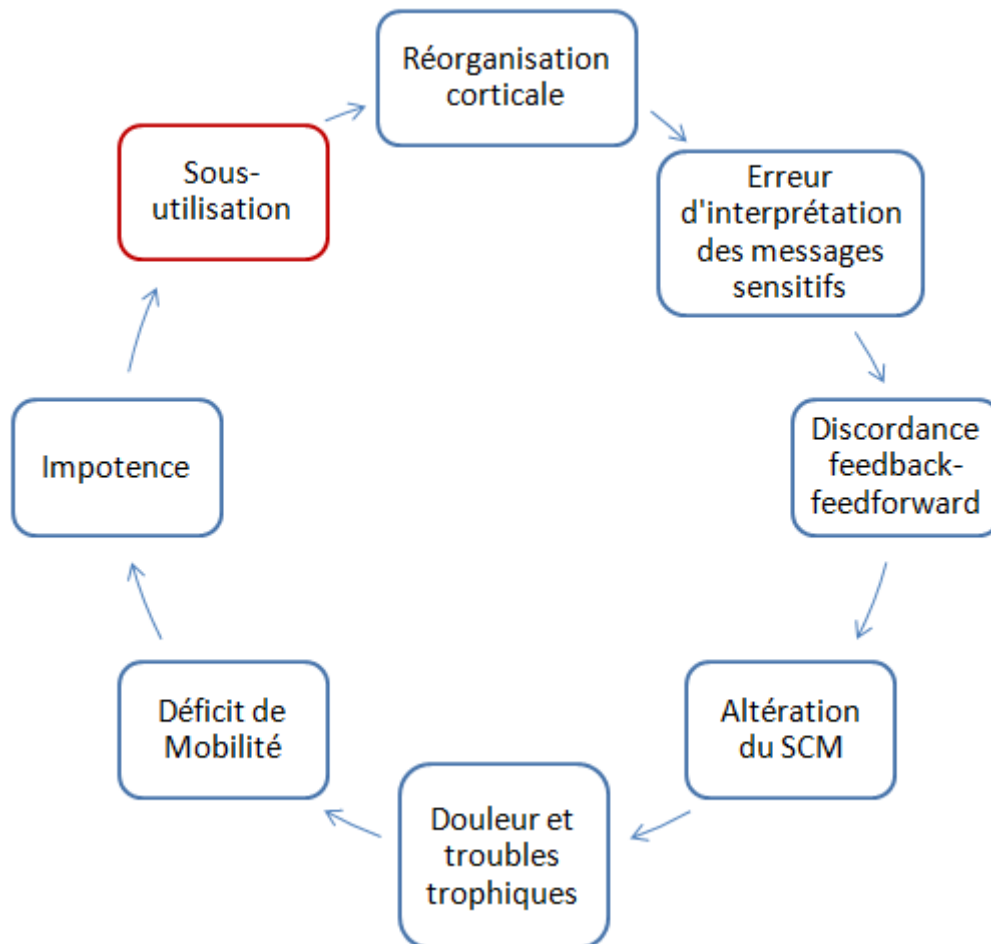 Réorganisation
corticale
Sous-
utilisation
Erreur
d'interprétation
des messages
sensitifs
Impotence
Discordance
feedback-
feedforward
Déficit de
Mobilité
Altération
du SCM
Douleur et
troubles
trophiques